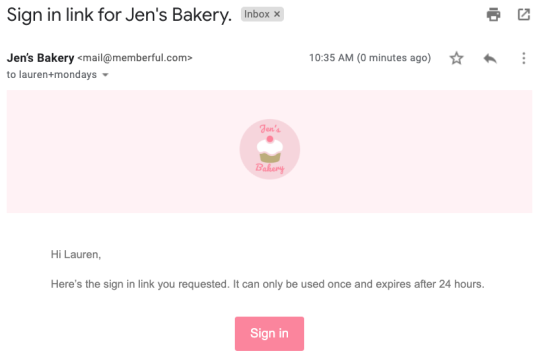 Sign in link for Jen's Bakery. Inbox ×
Jen's Bakery <mail@memberful.com> 10:35 AM (0 minutes ago)
to lauren+mondays
Jen's
Bakery
Hi Lauren,
Here's the sign in link you requested. It can only be used once and expires after 24 hours.
Sign in